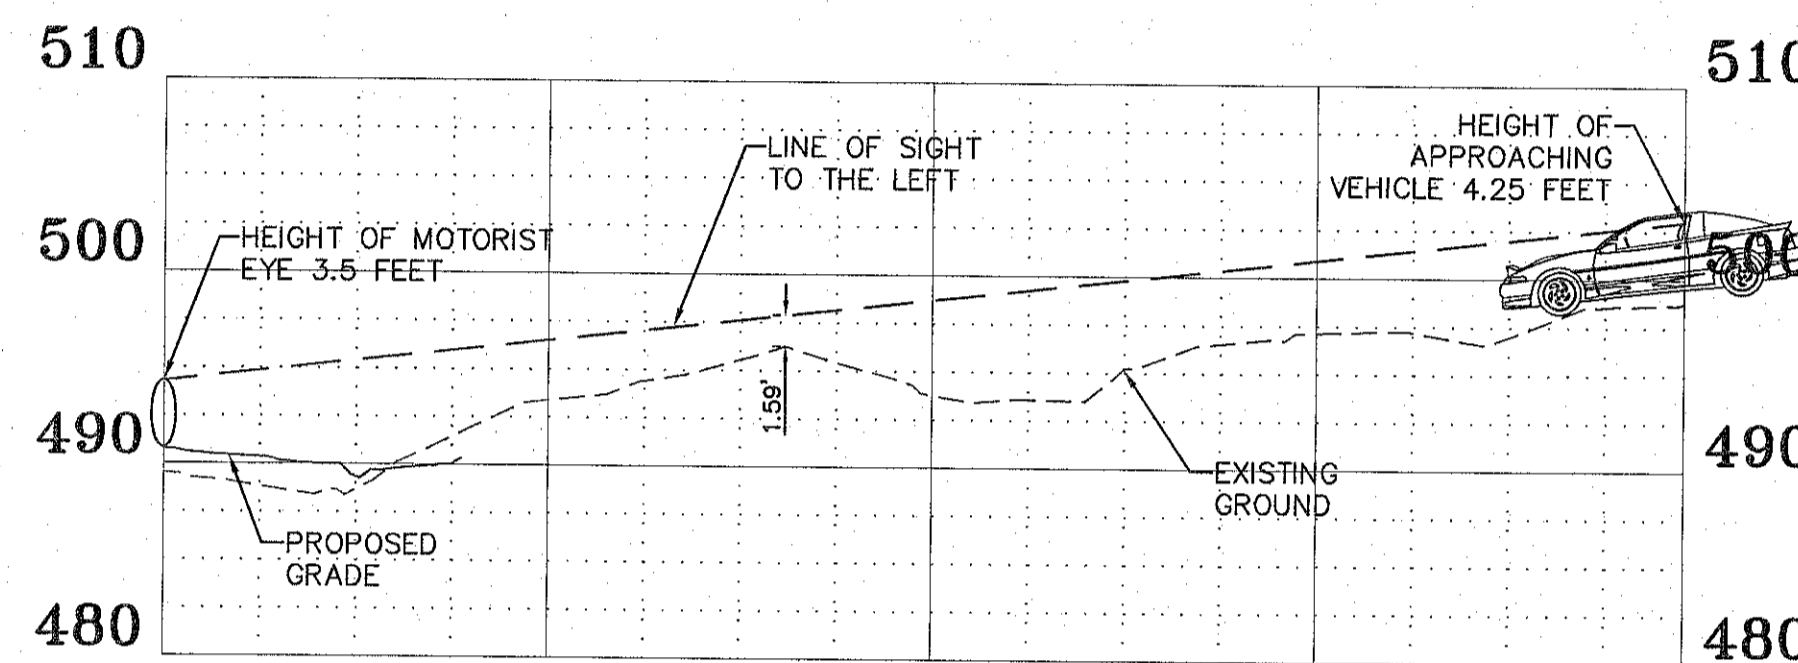 510
510
HEIGHT OF
APPROACHING
VEHICLE 4.25 FEET
LINE OF SIGHT
TO THE LEFT
500
HEIGHT OF MOTORIST
EYE 3.5 FEET
500
1.59'
490
490
EXISTING
GROUND
PROPOSED
GRADE
480
480